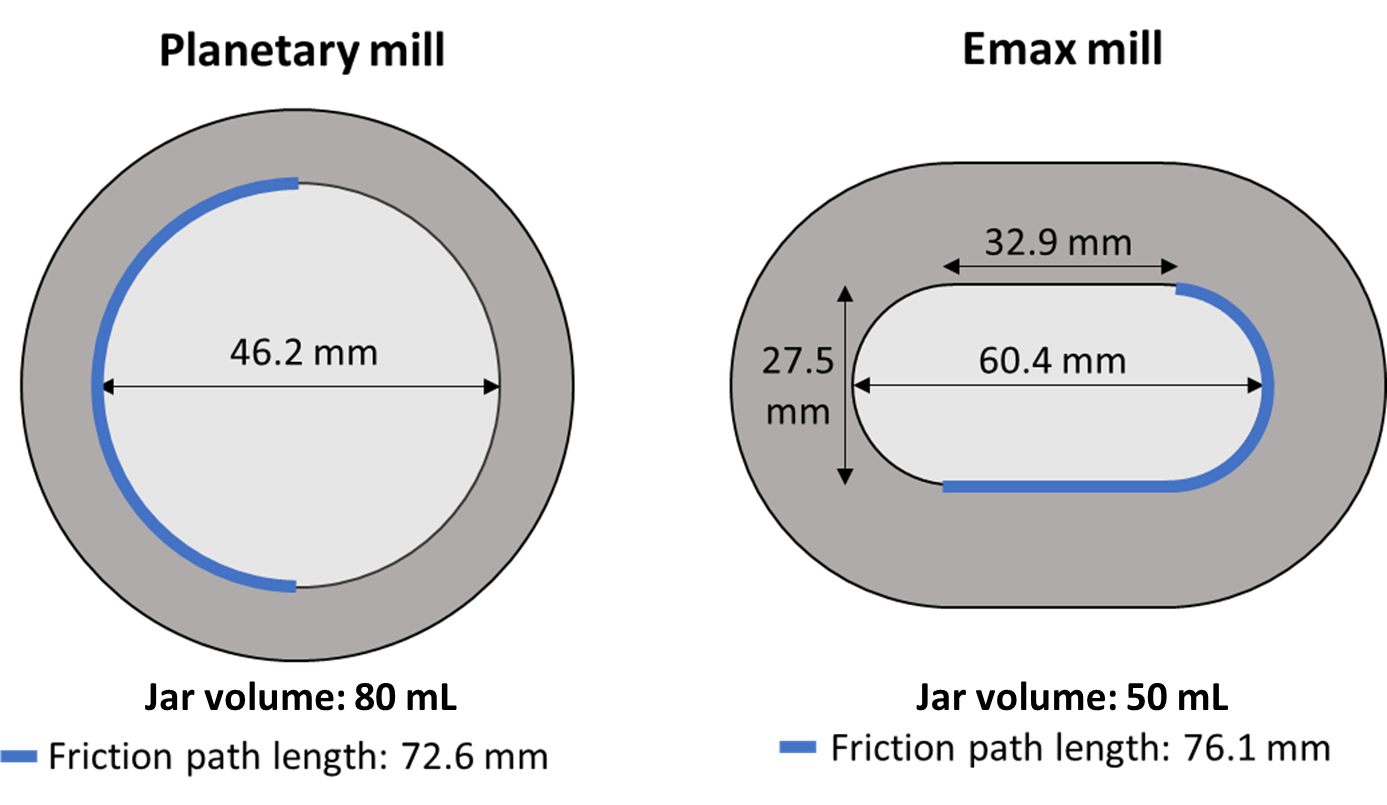 Planetary mill
46.2 mm
Jar volume: 80 mL
Friction path length: 72.6 mm
Emax mill
32.9 mm
27.5
mm
60.4 mm
Jar volume: 50 mL
Friction path length: 76.1 mm